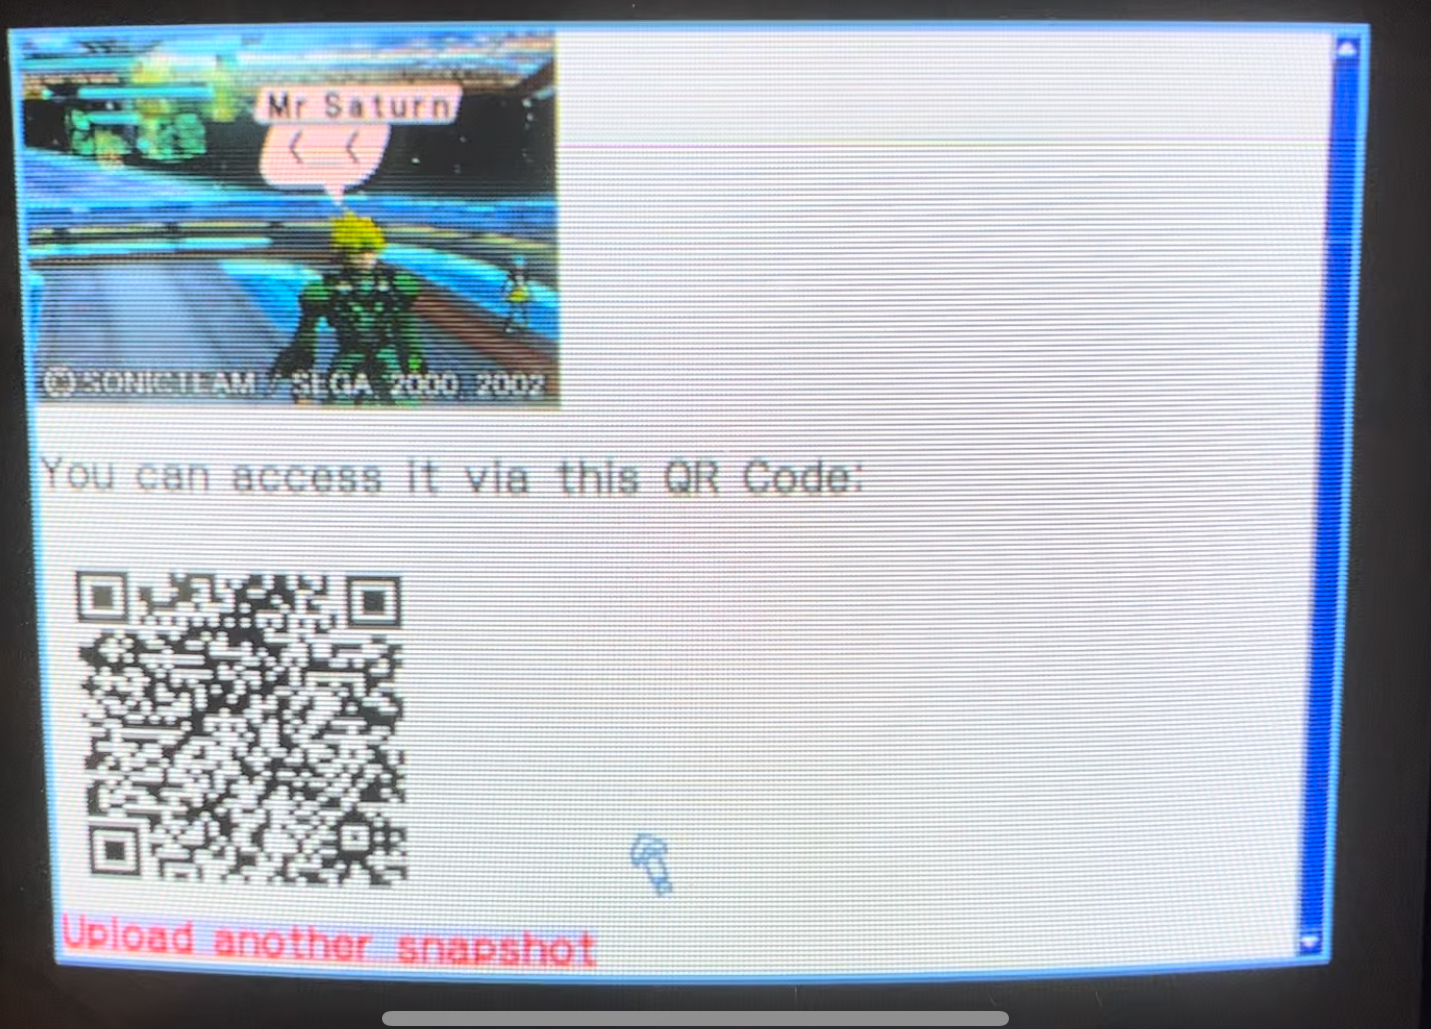 Mr Saturn
< <
© SONICTEAM / SEGA, 2000, 2002
You can access it via this QR Code:
Upload another snapshot